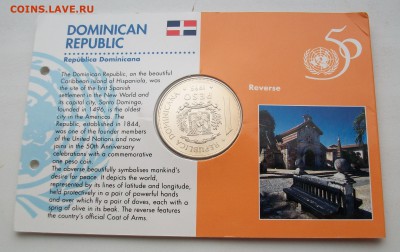 COINS.ЛАVE.RU
DOMINICAN
REPUBLIC
República Dominicana
The Dominican Republic, on the beautiful
Caribbean island of Hispaniola, was
the site of the first Spanish
settlement in the New World and
its capital city, Santo Domingo,
founded in 1496, is the oldest
city in the Americas. The
Republic, established in 1844,
was one of the founder members
of the United Nations and now
joins in the 50th Anniversary
celebrations with a commemorative
one peso coin.
The obverse beautifully symbolises mankind's
desire for peace. It depicts the world,
represented by its lines of latitude and longitude,
held protectively in a pair of powerful hands
and over which fly a pair of doves, each with a
sprig of olive in its beak. The reverse features
the country's official Coat of Arms.
REPUBLICA DOMINICANA
50
Reverse